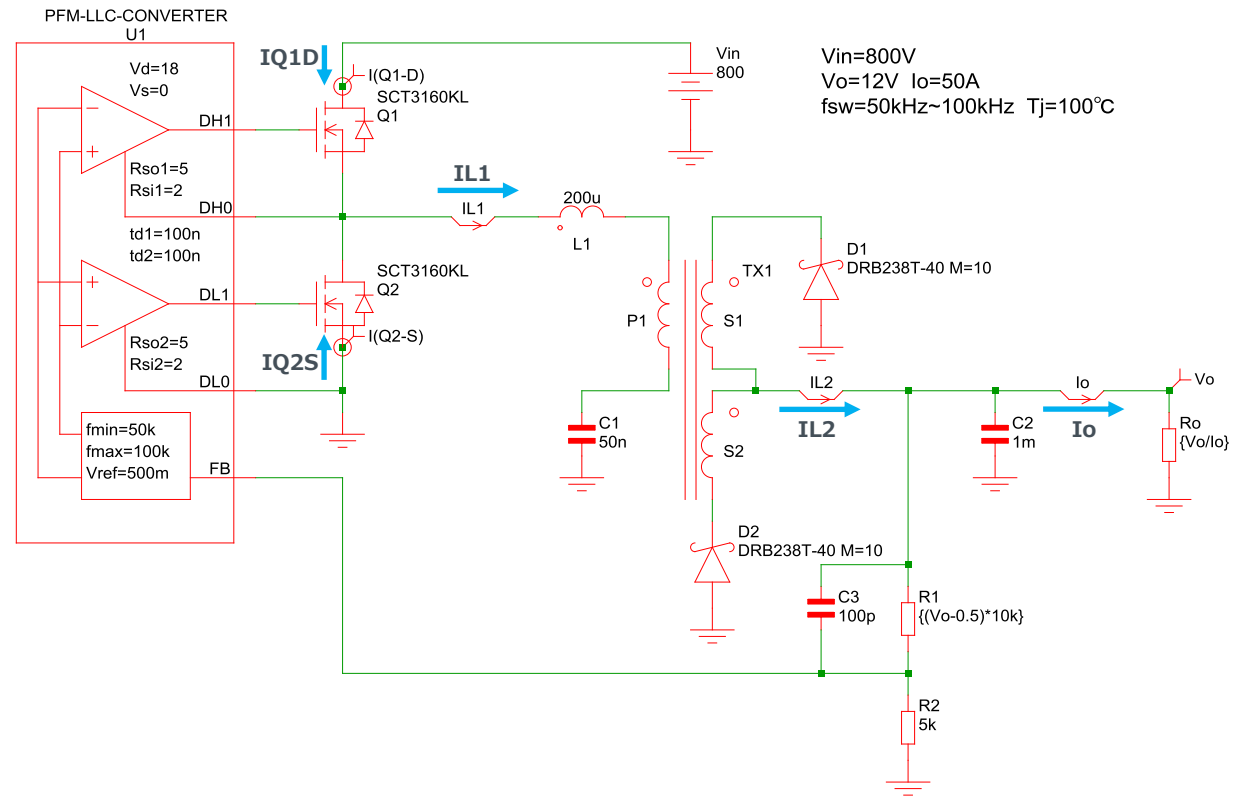 PFM-LLC-CONVERTER
U1
Vd=18
Vs=0
DH1
Rso1=5
Rsi1=2
DH0
td1=100n
td2=100n
DL1
Rso2=5
Rsi2=2
DL0
fmin=50k
fmax=100k
Vref=500m
FB
IQ1D
I(Q1-D)
SCT3160KL
Q1
Vin
800
Vin=800V
Vo=12V Io=50A
fsw=50kHz~100kHz Tj=100℃
IL1
IL1
200u
L1
SCT3160KL
Q2
I(Q2-S)
IQ2S
P1
TX1
S1
S2
D1
DRB238T-40 M=10
C1
50n
IL2
IL2
C2
1m
Io
Io
Vo
Ro
{Vo/Io}
D2
DRB238T-40 M=10
C3
100p
R1
{(Vo-0.5)*10k}
R2
5k